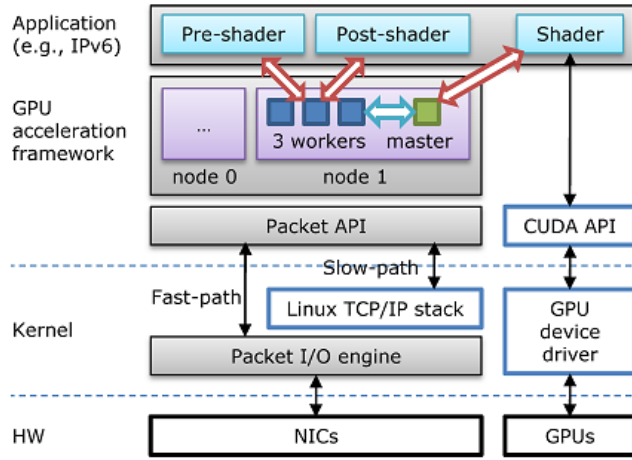 Application
(e.g., IPv6)
Pre-shader
Post-shader
Shader
GPU
acceleration
framework
...
3 workers
master
node 0
node 1
Packet API
CUDA API
Slow-path
Fast-path
Kernel
Linux TCP/IP stack
GPU
device
driver
Packet I/O engine
HW
NICs
GPUs